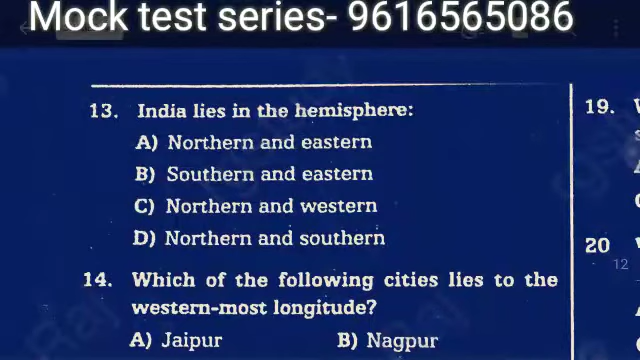 Mock test series- 9616565086
13. India lies in the hemisphere:
A) Northern and eastern
B) Southern and eastern
C) Northern and western
D) Northern and southern
14. Which of the following cities lies to the
western-most longitude?
A) Jaipur B) Nagpur
19.
20
12